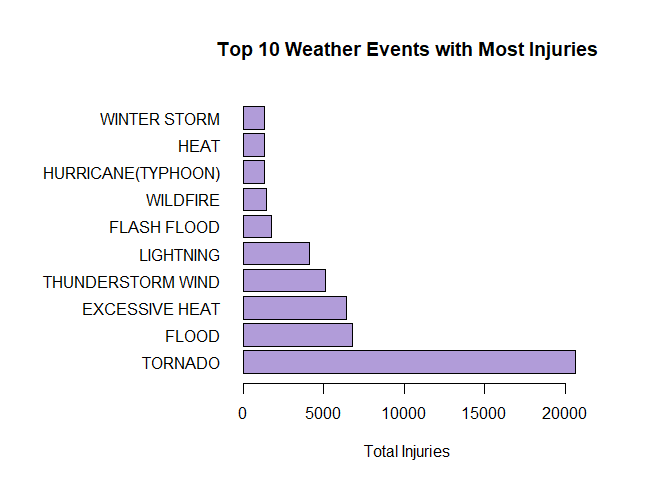 Top 10 Weather Events with Most Injuries
WINTER STORM
HEAT
HURRICANE(TYPHOON)
WILDFIRE
FLASH FLOOD
LIGHTNING
THUNDERSTORM WIND
EXCESSIVE HEAT
FLOOD
TORNADO
0 5000 10000 15000 20000
Total Injuries